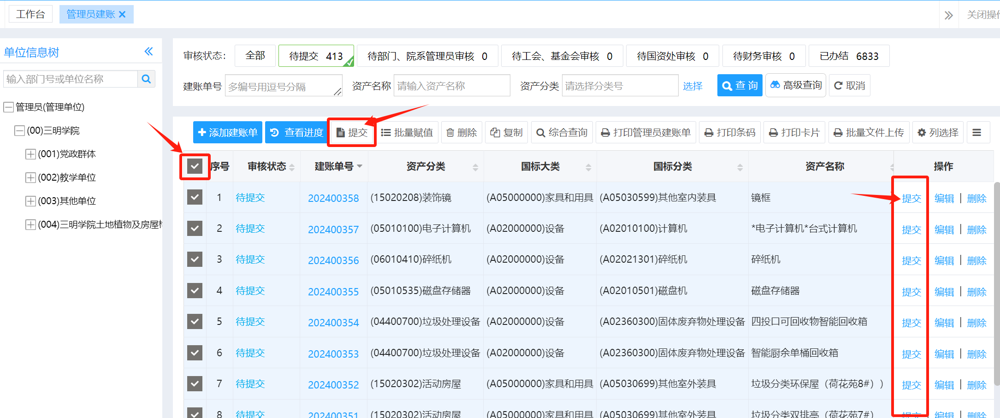 工作台 管理员建账 关闭操作
单位信息树
输入部门号或单位名称
管理员(管理单位)
(00)三明学院
(001)党政群体
(002)教学单位
(003)其他单位
(004)三明学院土地植物及房屋构
审核状态： 全部 待提交 413 待部门、院系管理员审核 0 待工会、基金会审核 0 待国资处审核 0 待财务审核 0 已办结 6833
建账单号 多编号用逗号分隔 资产名称 请输入资产名称 资产分类 请选择分类号 选择 查 询 高级查询 取消
添加建账单 查看进度 提交 批量赋值 删除 复制 综合查询 打印管理员建账单 打印条码 打印卡片 批量文件上传 列选择
序号 审核状态 建账单号 资产分类 国标大类 国标分类 资产名称 操作
1 待提交 202400358 (15020208)装饰镜 (A05000000)家具和用具 (A05030599)其他室内装具 镜框 提交 编辑 | 删除
2 待提交 202400357 (05010100)电子计算机 (A02000000)设备 (A02010100)计算机 *电子计算机*台式计算机 提交 编辑 | 删除
3 待提交 202400356 (06010410)碎纸机 (A02000000)设备 (A02021301)碎纸机 碎纸机 提交 编辑 | 删除
4 待提交 202400355 (05010535)磁盘存储器 (A02000000)设备 (A02010501)磁盘机 磁盘存储器 提交 编辑 | 删除
5 待提交 202400354 (04400700)垃圾处理设备 (A02000000)设备 (A02360300)固体废弃物处理设备 四投口可回收物智能回收箱 提交 编辑 | 删除
6 待提交 202400353 (04400700)垃圾处理设备 (A02000000)设备 (A02360300)固体废弃物处理设备 智能厨余单桶回收箱 提交 编辑 | 删除
7 待提交 202400352 (15020302)活动房屋 (A05000000)家具和用具 (A05030699)其他室外装具 垃圾分类环保屋（荷花苑8#）） 提交 编辑 | 删除
8 待提交 202400351 (15020302)活动房屋 (A05000000)家具和用具 (A05030699)其他室外装具 垃圾分类双排亭（荷花苑7#） 提交 编辑 | 删除